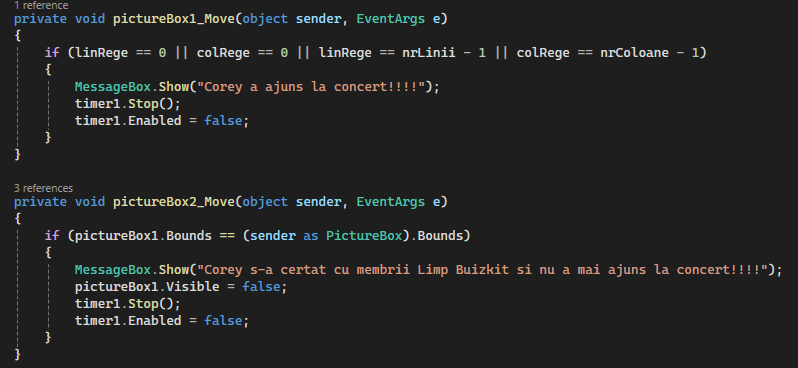 1 reference
private void pictureBox1_Move(object sender, EventArgs e)
{
if (linRege == 0 || colRege == 0 || linRege == nrLinii - 1 || colRege == nrColoane - 1)
{
MessageBox.Show("Corey a ajuns la concert!!!!");
timer1.Stop();
timer1.Enabled = false;
}
}
3 references
private void pictureBox2_Move(object sender, EventArgs e)
{
if (pictureBox1.Bounds == (sender as PictureBox).Bounds)
{
MessageBox.Show("Corey s-a certat cu membrii Limp Buizkit si nu a mai ajuns la concert!!!!");
pictureBox1.Visible = false;
timer1.Stop();
timer1.Enabled = false;
}
}